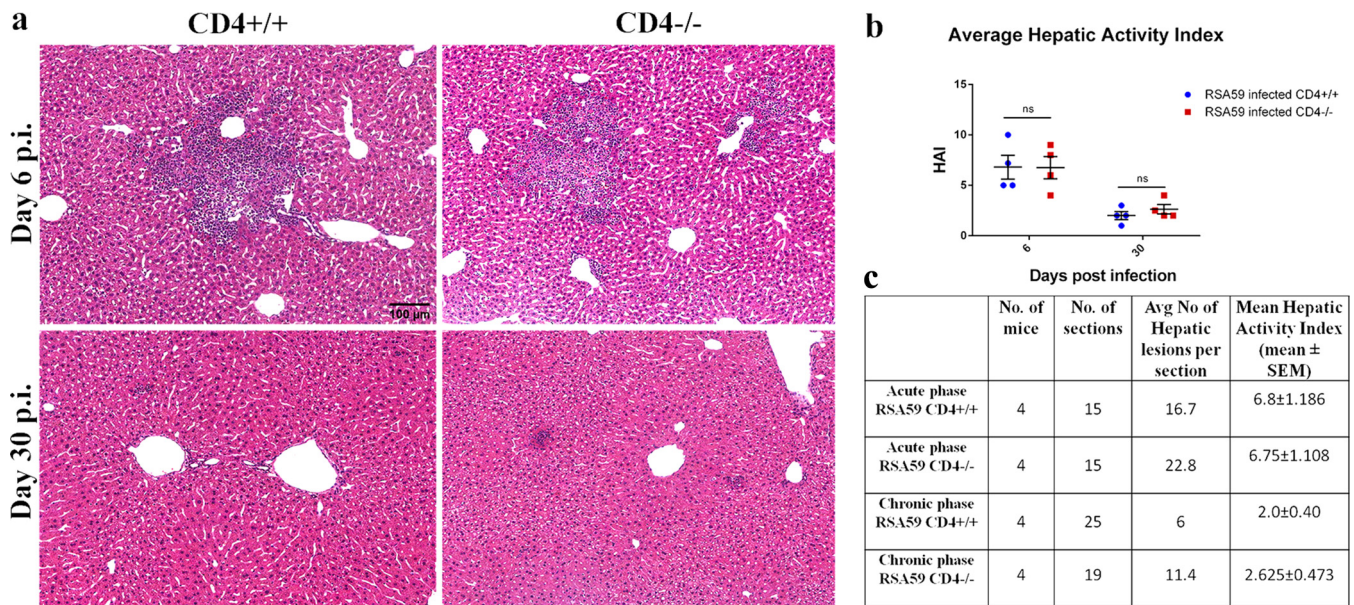 a
CD4+/+
CD4-/-
Day 6 p.i.
100 μm
Day 30 p.i.
b
Average Hepatic Activity Index
15
10
5
0
HAI
ns
ns
RSA59 infected CD4+/+
RSA59 infected CD4-/-
6
30
Days post infection
c
No. of
mice
No. of
sections
Avg No of
Hepatic
lesions per
section
Mean Hepatic
Activity Index
(mean ±
SEM)
Acute phase
RSA59 CD4+/+
4
15
16.7
6.8±1.186
Acute phase
RSA59 CD4-/-
4
15
22.8
6.75±1.108
Chronic phase
RSA59 CD4+/+
4
25
6
2.0±0.40
Chronic phase
RSA59 CD4-/-
4
19
11.4
2.625±0.473